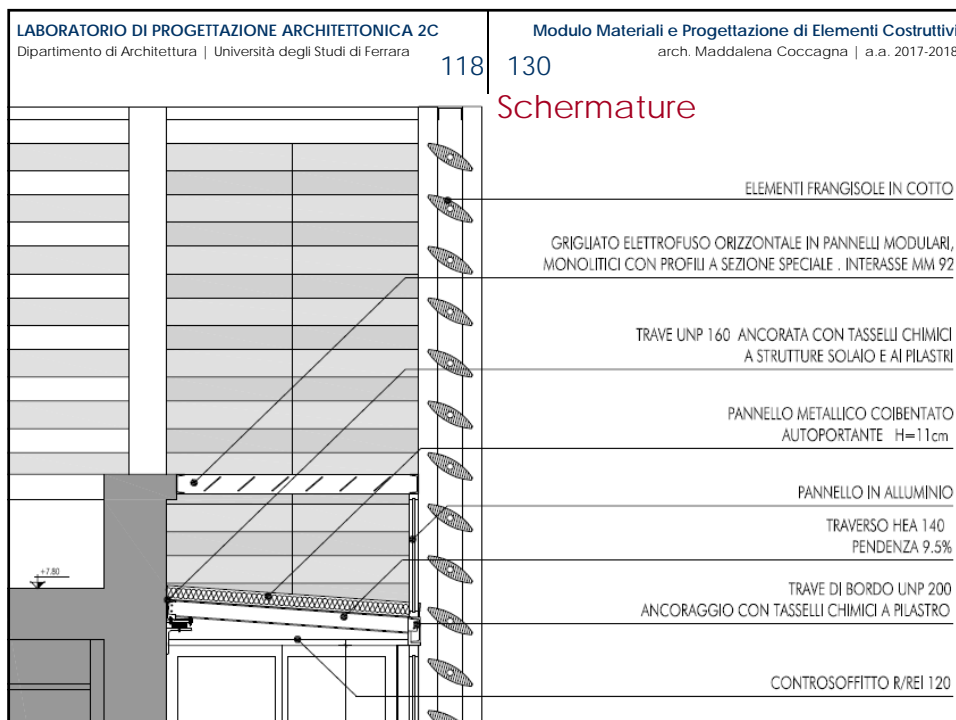 LABORATORIO DI PROGETTAZIONE ARCHITETTONICA 2C
Dipartimento di Architettura | Università degli Studi di Ferrara
118
Modulo Materiali e Progettazione di Elementi Costruttivi
arch. Maddalena Coccagna | a.a. 2017-2018
130
Schermature
ELEMENTI FRANGISOLE IN COTTO
GRIGLIATO ELETTROFUSO ORIZZONTALE IN PANNELLI MODULARI,
MONOLITICI CON PROFILI A SEZIONE SPECIALE . INTERASSE MM 92
TRAVE UNP 160 ANCORATA CON TASSELLI CHIMICI
A STRUTTURE SOLAIO E AI PILASTRI
PANNELLO METALLICO COIBENTATO
AUTOPORTANTE H=11cm
PANNELLO IN ALLUMINIO
TRAVERSO HEA 140
PENDENZA 9.5%
TRAVE DI BORDO UNP 200
ANCORAGGIO CON TASSELLI CHIMICI A PILASTRO
CONTROSOFFITTO R/REI 120
+7.80